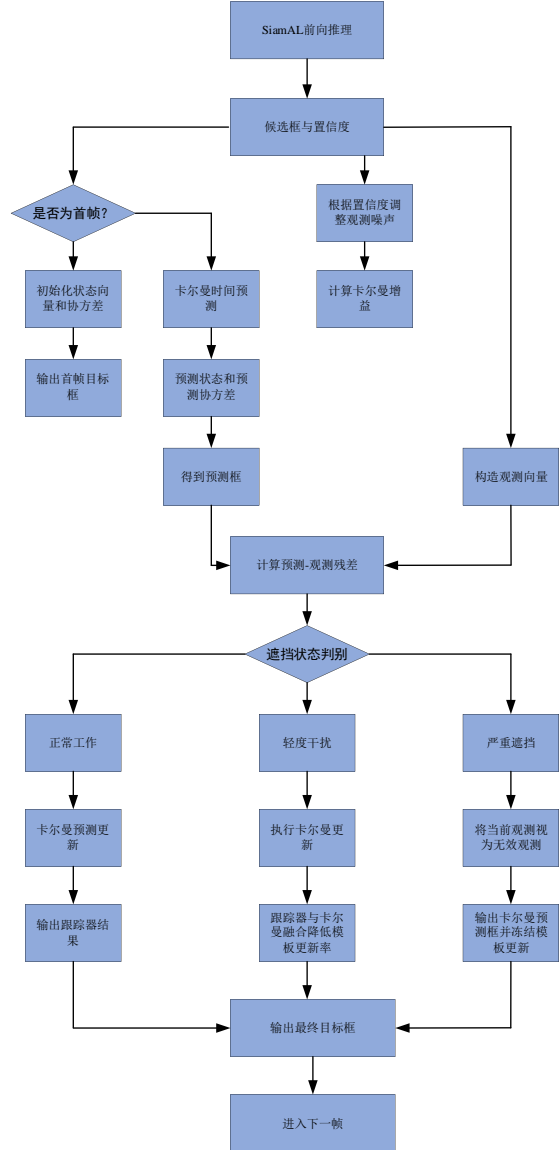 SiamAL前向推理
候选框与置信度
是否为首帧？
根据置信度调
整观测噪声
初始化状态向
量和协方差
卡尔曼时间预
测
计算卡尔曼增
益
输出首帧目标
框
预测状态和预
测协方差
得到预测框
构造观测向量
计算预测-观测残差
遮挡状态判别
正常工作
轻度干扰
严重遮挡
卡尔曼预测更
新
执行卡尔曼更
新
将当前观测视
为无效观测
输出跟踪器结
果
跟踪器与卡尔
曼融合降低模
板更新率
输出卡尔曼预
测框并冻结模
板更新
输出最终目标框
进入下一帧